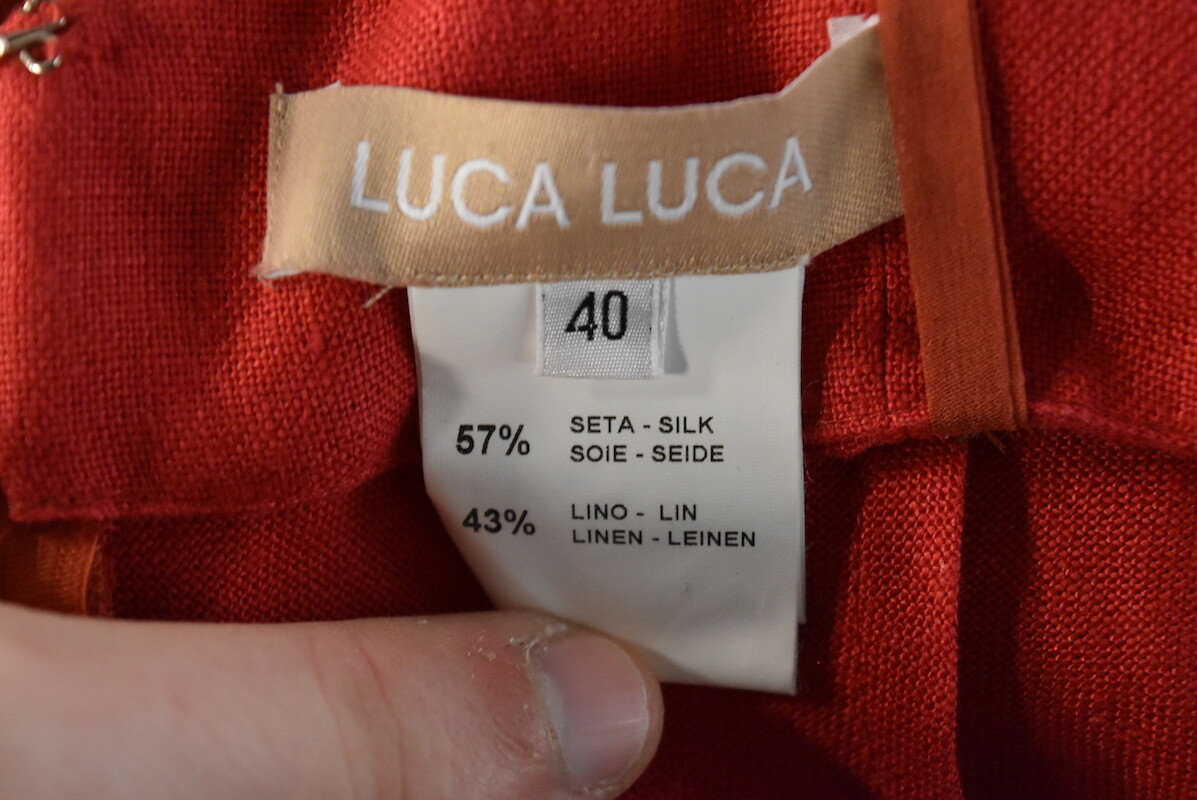 LUCA LUCA
40
57% SETA - SILK
SOIE - SEIDE
43% LINO - LIN
LINEN - LEINEN